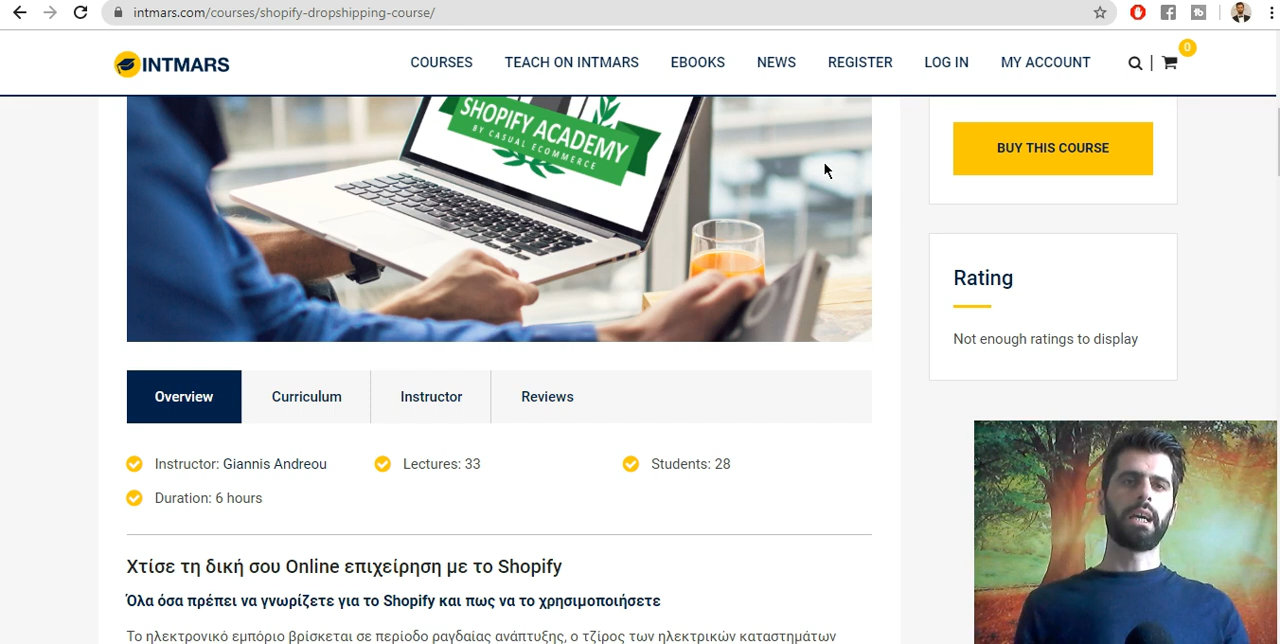 intmars.com/courses/shopify-dropshipping-course/
INTMARS
COURSES
TEACH ON INTMARS
EBOOKS
NEWS
REGISTER
LOG IN
MY ACCOUNT
0
SHOPIFY ACADEMY
BY CASUAL ECOMMERCE
BUY THIS COURSE
Rating
Not enough ratings to display
Overview
Curriculum
Instructor
Reviews
Instructor: Giannis Andreou
Lectures: 33
Students: 28
Duration: 6 hours
Χτίσε τη δική σου Online επιχείρηση με το Shopify
Όλα όσα πρέπει να γνωρίζετε για το Shopify και πως να το χρησιμοποιήσετε
Το ηλεκτρονικό εμπόριο βρίσκεται σε περίοδο ραγδαίας ανάπτυξης, ο τζίρος των ηλεκτρικών καταστημάτων